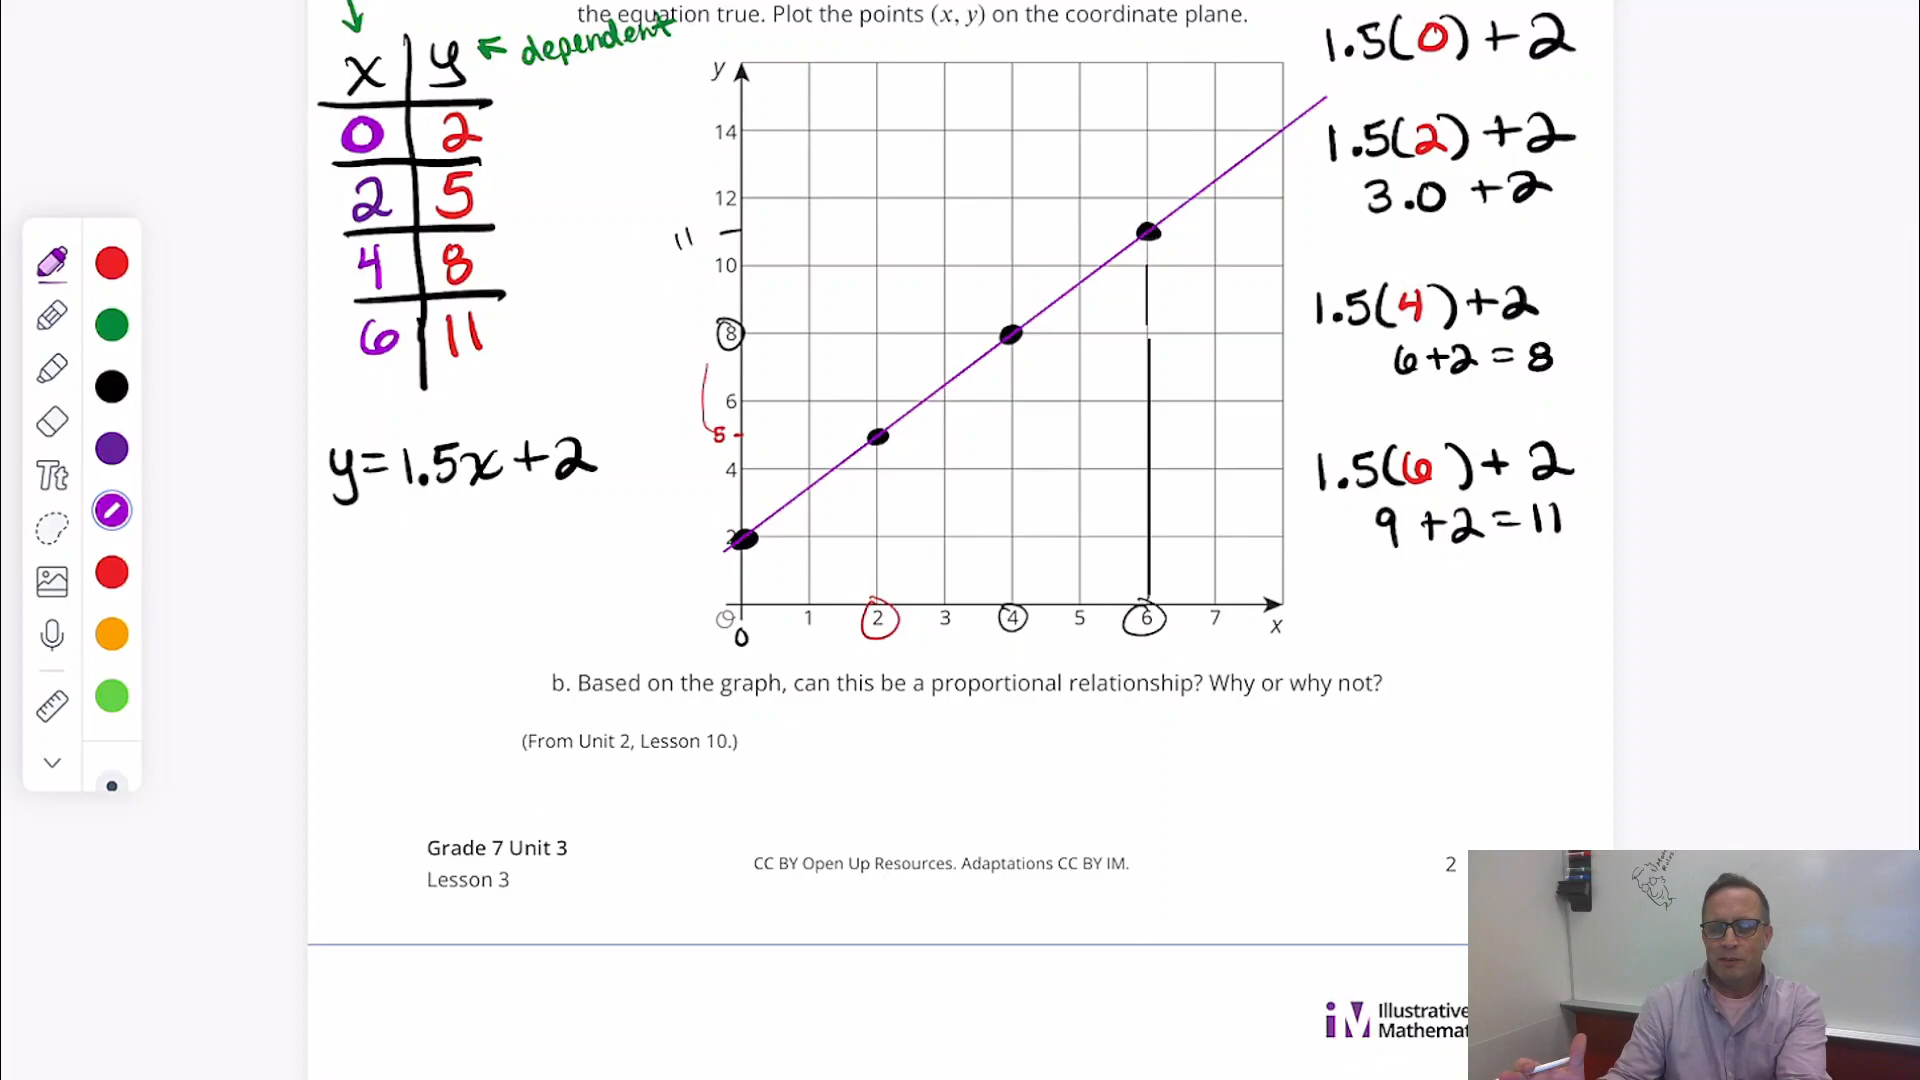 the equation true. Plot the points (x, y) on the coordinate plane.
x y dependent
0 2
2 5
4 8
6 11
y=1.5x+2
y
14
12
11
10
8
6
5
4
2
0
1 2 3 4 5 6 7
x
O
1.5(0)+2
1.5(2)+2
3.0 +2
1.5(4)+2
6+2=8
1.5(6)+2
9+2=11
b. Based on the graph, can this be a proportional relationship? Why or why not?
(From Unit 2, Lesson 10.)
Grade 7 Unit 3
Lesson 3
CC BY Open Up Resources. Adaptations CC BY IM.
2
Tt
iM Illustrative